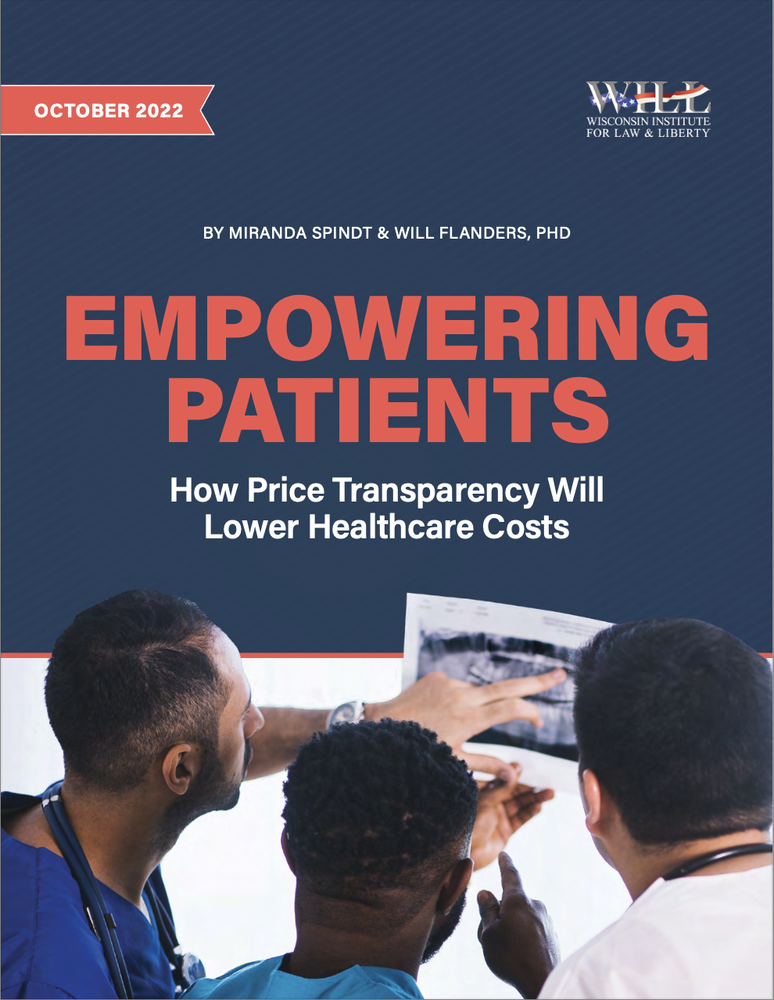 OCTOBER 2022
WILL
WISCONSIN INSTITUTE
FOR LAW & LIBERTY
BY MIRANDA SPINDT & WILL FLANDERS, PHD
EMPOWERING
PATIENTS
How Price Transparency Will
Lower Healthcare Costs